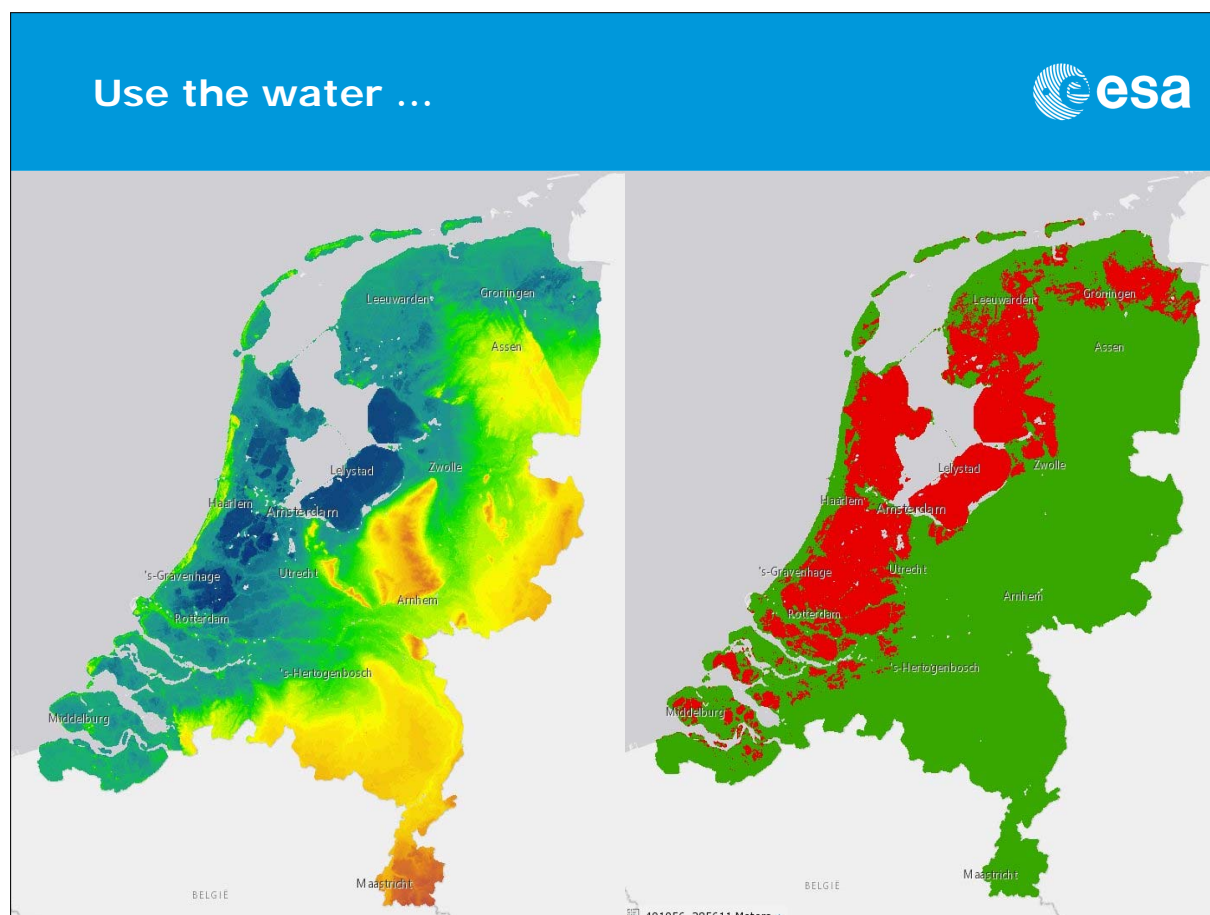 Use the water ...
esa
Leeuwarden
Groningen
Assen
Lelystad
Zwolle
Haarlem
Amsterdam
's-Gravenhage
Utrecht
Arnhem
Rotterdam
's-Hertogenbosch
Middelburg
Maastricht
BELGIË
Leeuwarden
Groningen
Assen
Lelystad
Zwolle
Haarlem
Amsterdam
's-Gravenhage
Utrecht
Arnhem
Rotterdam
's-Hertogenbosch
Middelburg
Maastricht
BELGIË
Meters